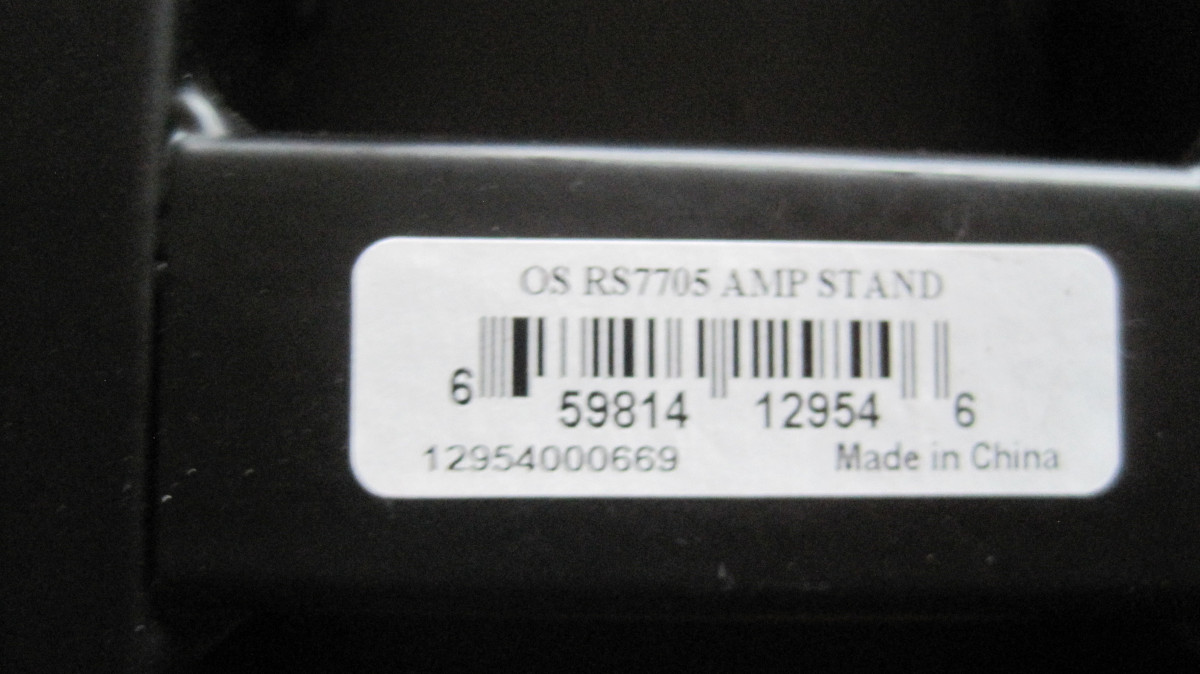 OS RS7705 AMP STAND
6 59814 12954 6
12954000669 Made in China